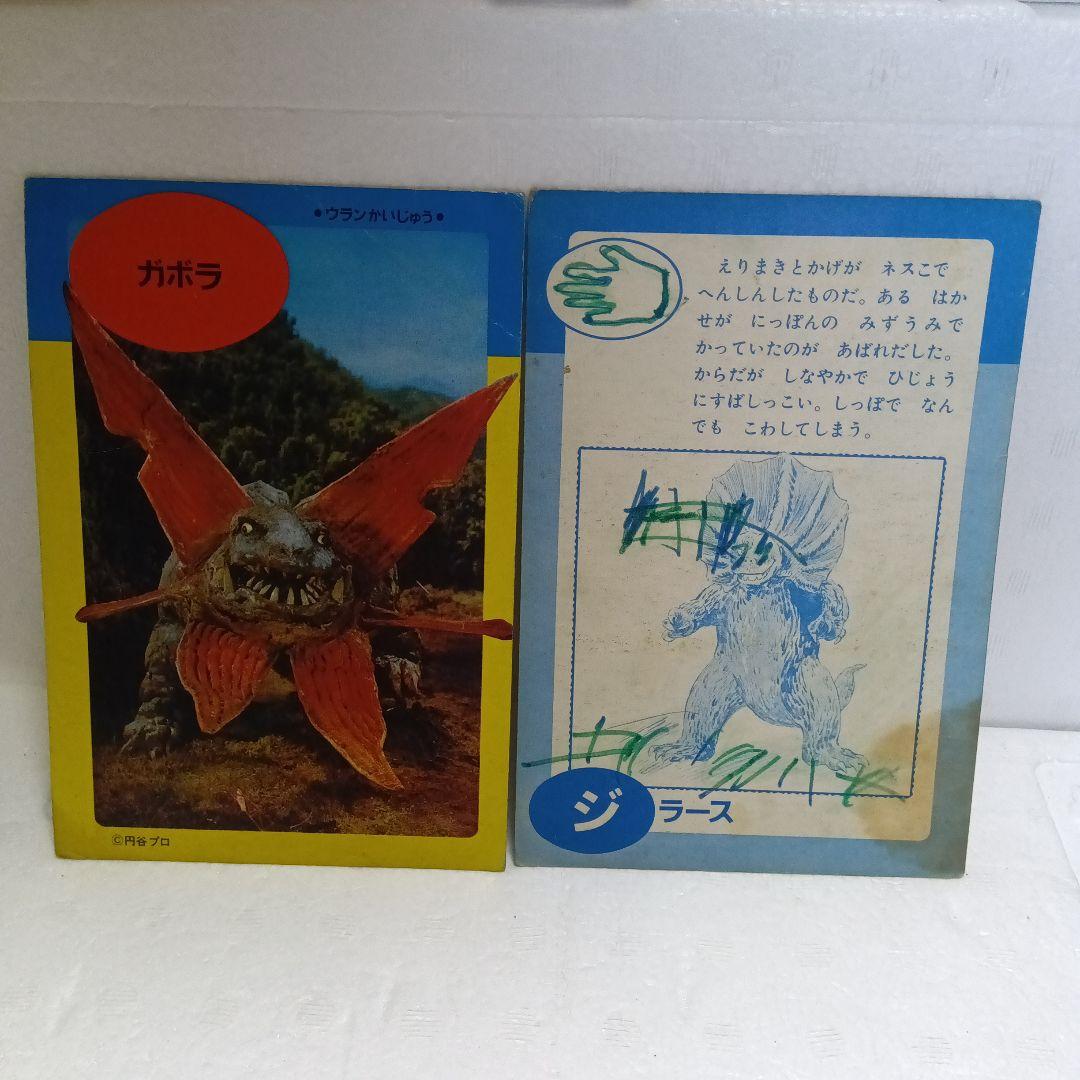 ガボラ
•ウランかいじゅう•
©円谷プロ
えりまきとかげが ネスこで
へんしんしたものだ。ある はか
せが にっぽんの みずうみで
かっていたのが あばれだした。
からだが しなやかで ひじょう
にすばしっこい。しっぽで なん
でも こわしてしまう。
ジラース